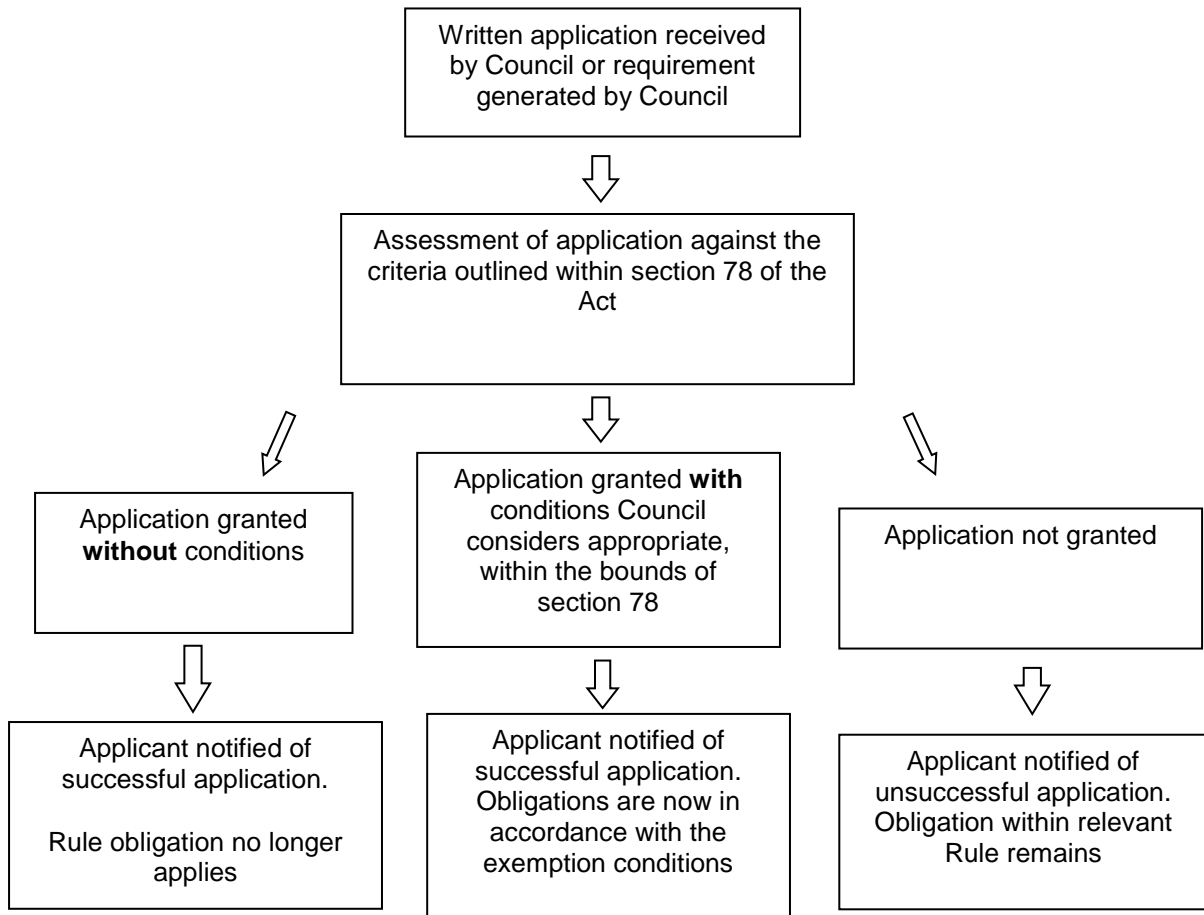 Written application received
by Council or requirement
generated by Council
Assessment of application against the
criteria outlined within section 78 of the
Act
Application granted
without conditions
Application granted with
conditions Council
considers appropriate,
within the bounds of
section 78
Application not granted
Applicant notified of
successful application.
Rule obligation no longer
applies
Applicant notified of
successful application.
Obligations are now in
accordance with the
exemption conditions
Applicant notified of
unsuccessful application.
Obligation within relevant
Rule remains